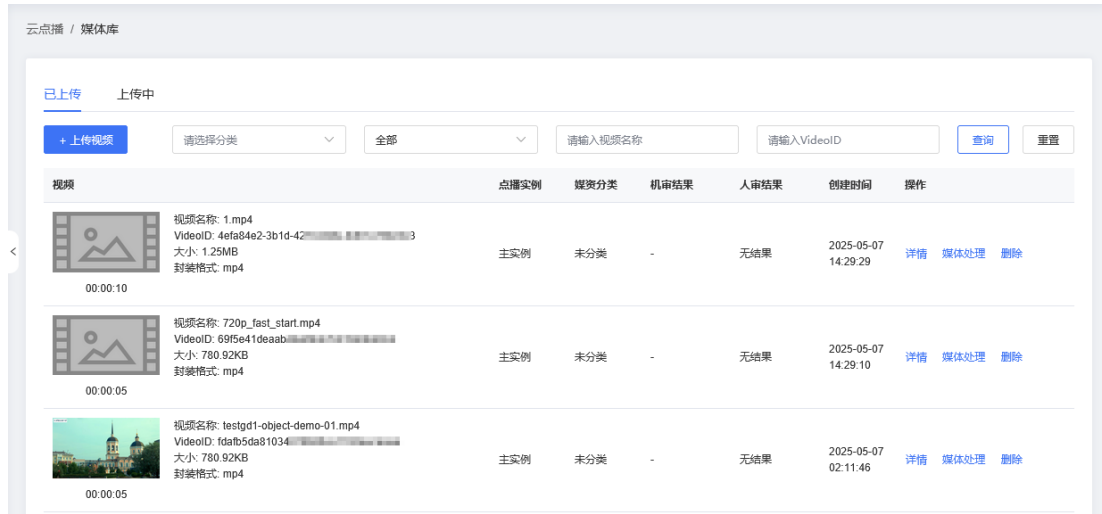 云点播 / 媒体库
已上传 上传中
+ 上传视频 请选择分类 全部 请输入视频名称 请输入VideoID 查询 重置
视频 点播实例 媒资分类 机审结果 人审结果 创建时间 操作
视频名称: 1.mp4
VideoID: 4efa84e2-3b1d-42
大小: 1.25MB
封装格式: mp4
00:00:10
主实例 未分类 - 无结果 2025-05-07
14:29:29
详情 媒体处理 删除
视频名称: 720p_fast_start.mp4
VideoID: 69f5e41deaab
大小: 780.92KB
封装格式: mp4
00:00:05
主实例 未分类 - 无结果 2025-05-07
14:29:10
详情 媒体处理 删除
视频名称: testgd1-object-demo-01.mp4
VideoID: fdafb5da81034
大小: 780.92KB
封装格式: mp4
00:00:05
主实例 未分类 - 无结果 2025-05-07
02:11:46
详情 媒体处理 删除